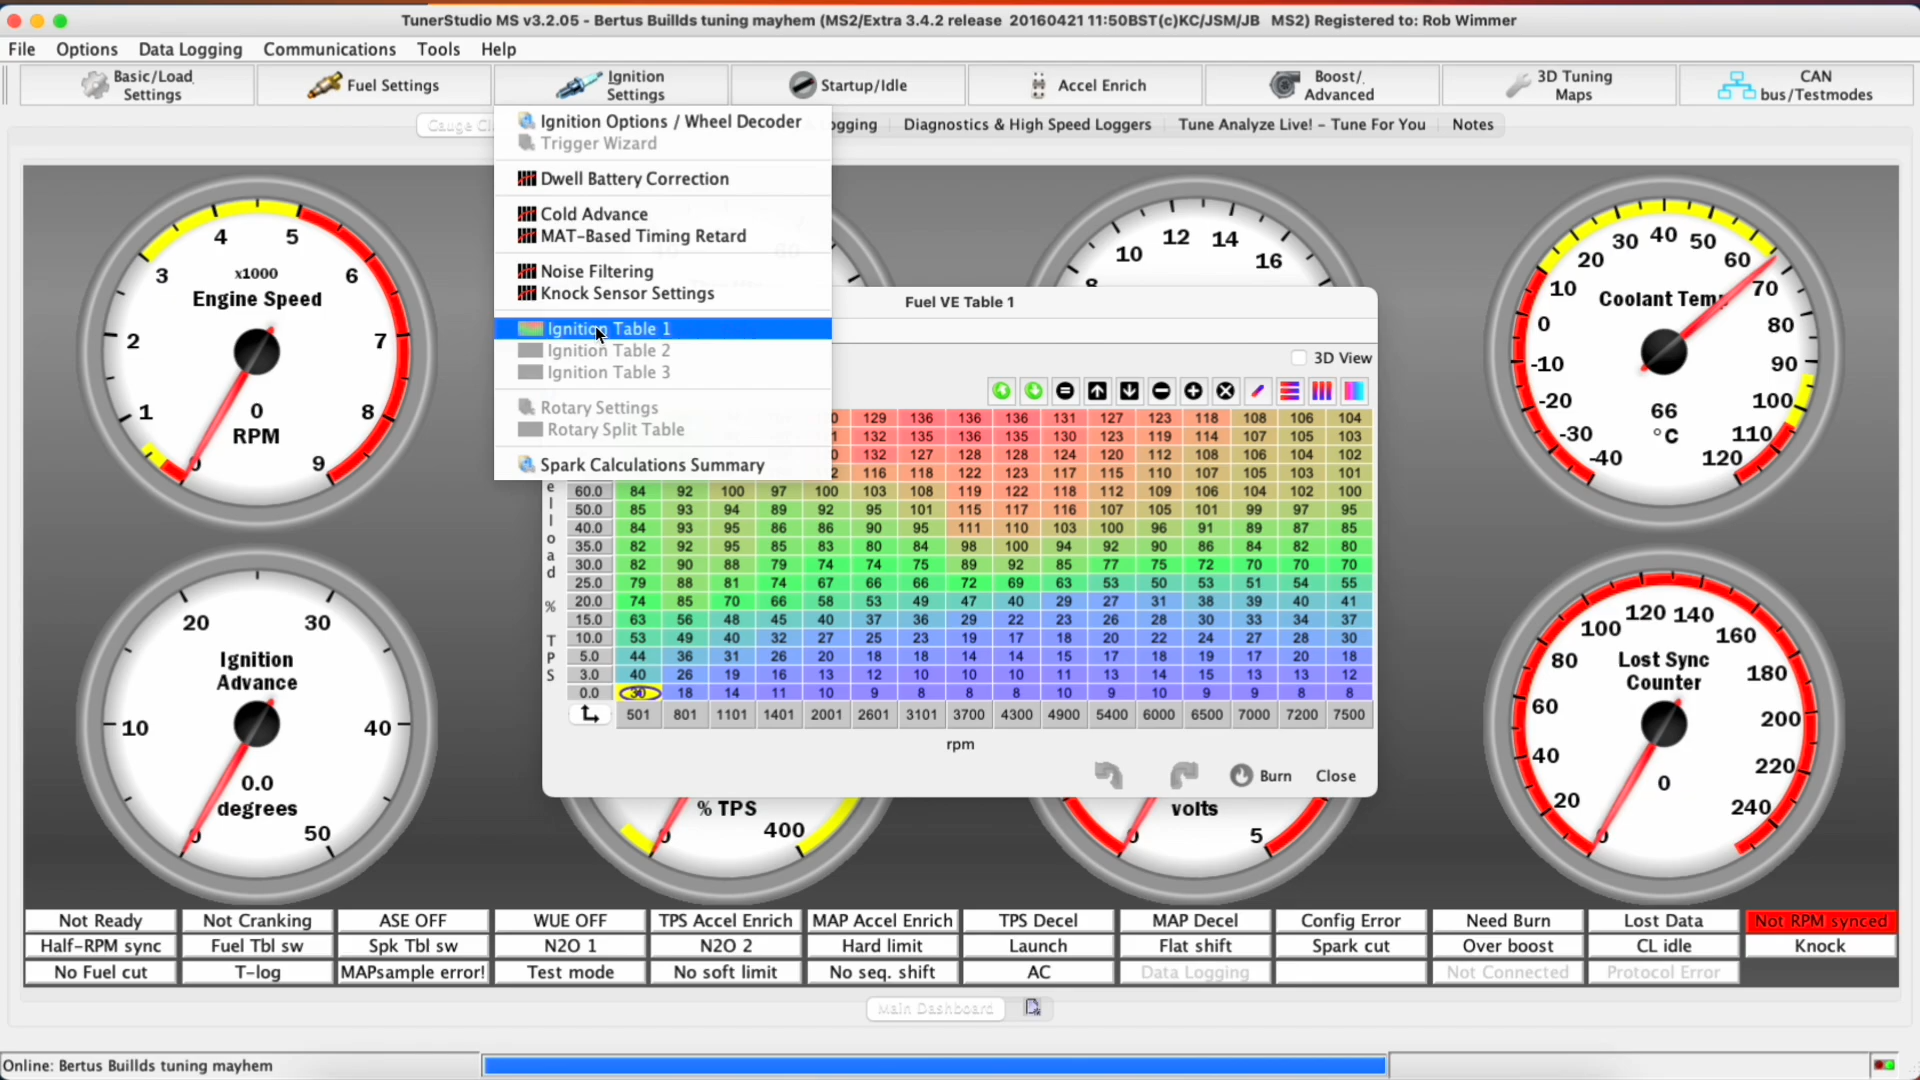 TunerStudio MS v3.2.05 - Bertus Buillds tuning mayhem (MS2/Extra 3.4.2 release 20160421 11:50BST(c)KC/JSM/JB MS2) Registered to: Rob Wimmer
File Options Data Logging Communications Tools Help
Basic/Load Settings
Fuel Settings
Ignition Settings
Startup/Idle
Accel Enrich
Boost/ Advanced
3D Tuning Maps
CAN bus/Testmodes
Gauge Cl
gging
Diagnostics & High Speed Loggers
Tune Analyze Live! - Tune For You
Notes
Ignition Options / Wheel Decoder
Trigger Wizard
Dwell Battery Correction
Cold Advance
MAT-Based Timing Retard
Noise Filtering
Knock Sensor Settings
Ignition Table 1
Ignition Table 2
Ignition Table 3
Rotary Settings
Rotary Split Table
Spark Calculations Summary
0 1 2 3 4 5 6 7 8 9
x1000
Engine Speed
0
RPM
8 10 12 14 16
-40 -30 -20 -10 0 10 20 30 40 50 60 70 80 90 100 110 120
Coolant Temp
66
°C
Fuel VE Table 1
3D View
0 129 136 136 136 131 127 123 118 108 106 104
1 132 135 136 135 130 123 119 114 107 105 103
0 132 127 128 128 124 120 112 108 106 104 102
2 116 118 122 123 117 115 110 107 105 103 101
60.0 84 92 100 97 100 103 108 119 122 118 112 109 106 104 102 100
50.0 85 93 94 89 92 95 101 115 117 116 107 105 101 99 97 95
40.0 84 93 95 86 86 90 95 111 110 103 100 96 91 89 87 85
35.0 82 92 95 85 83 80 84 98 100 94 92 90 86 84 82 80
30.0 82 90 88 79 74 74 75 89 92 85 77 75 72 70 70 70
25.0 79 88 81 74 67 66 66 72 69 63 53 50 53 51 54 55
20.0 74 85 70 66 58 53 49 47 40 29 27 31 38 39 40 41
15.0 63 56 48 45 40 37 36 29 22 23 26 28 30 33 34 37
10.0 53 49 40 32 27 25 23 19 17 18 20 22 24 27 28 30
5.0 44 36 31 26 20 18 18 14 14 15 17 18 19 17 20 18
3.0 40 26 19 16 13 12 10 10 10 11 13 14 15 13 13 12
0.0 30 18 14 11 10 9 8 8 8 10 9 10 9 9 8 8
501 801 1101 1401 2001 2601 3101 3700 4300 4900 5400 6000 6500 7000 7200 7500
elload % TPS
rpm
Burn
Close
0 10 20 30 40 50
Ignition Advance
0.0
degrees
% TPS
0 400
volts
0 5
0 20 40 60 80 100 120 140 160 180 200 220 240
Lost Sync Counter
0
Not Ready Not Cranking ASE OFF WUE OFF TPS Accel Enrich MAP Accel Enrich TPS Decel MAP Decel Config Error Need Burn Lost Data Not RPM synced
Half-RPM sync Fuel Tbl sw Spk Tbl sw N2O 1 N2O 2 Hard limit Launch Flat shift Spark cut Over boost CL idle Knock
No Fuel cut T-log MAPsample error! Test mode No soft limit No seq. shift AC Data Logging Not Connected Protocol Error
Main Dashboard
Online: Bertus Buillds tuning mayhem